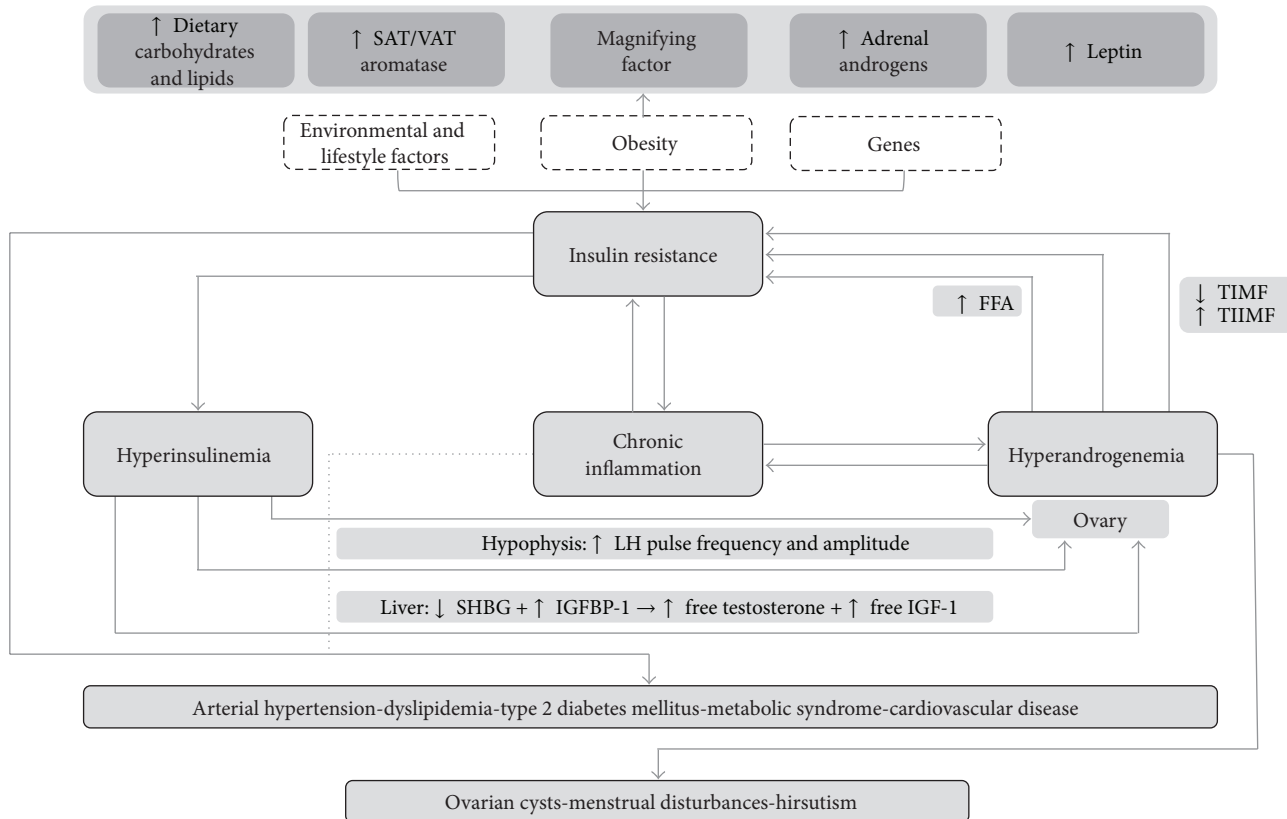 ↑ Dietary
carbohydrates
and lipids
↑ SAT/VAT
aromatase
Magnifying
factor
↑ Adrenal
androgens
↑ Leptin
Environmental and
lifestyle factors
Obesity
Genes
Insulin resistance
↑ FFA
↓ TIMF
↑ TIIMF
Hyperinsulinemia
Chronic
inflammation
Hyperandrogenemia
Ovary
Hypophysis: ↑ LH pulse frequency and amplitude
Liver: ↓ SHBG + ↑ IGFBP-1 → ↑ free testosterone + ↑ free IGF-1
Arterial hypertension-dyslipidemia-type 2 diabetes mellitus-metabolic syndrome-cardiovascular disease
Ovarian cysts-menstrual disturbances-hirsutism